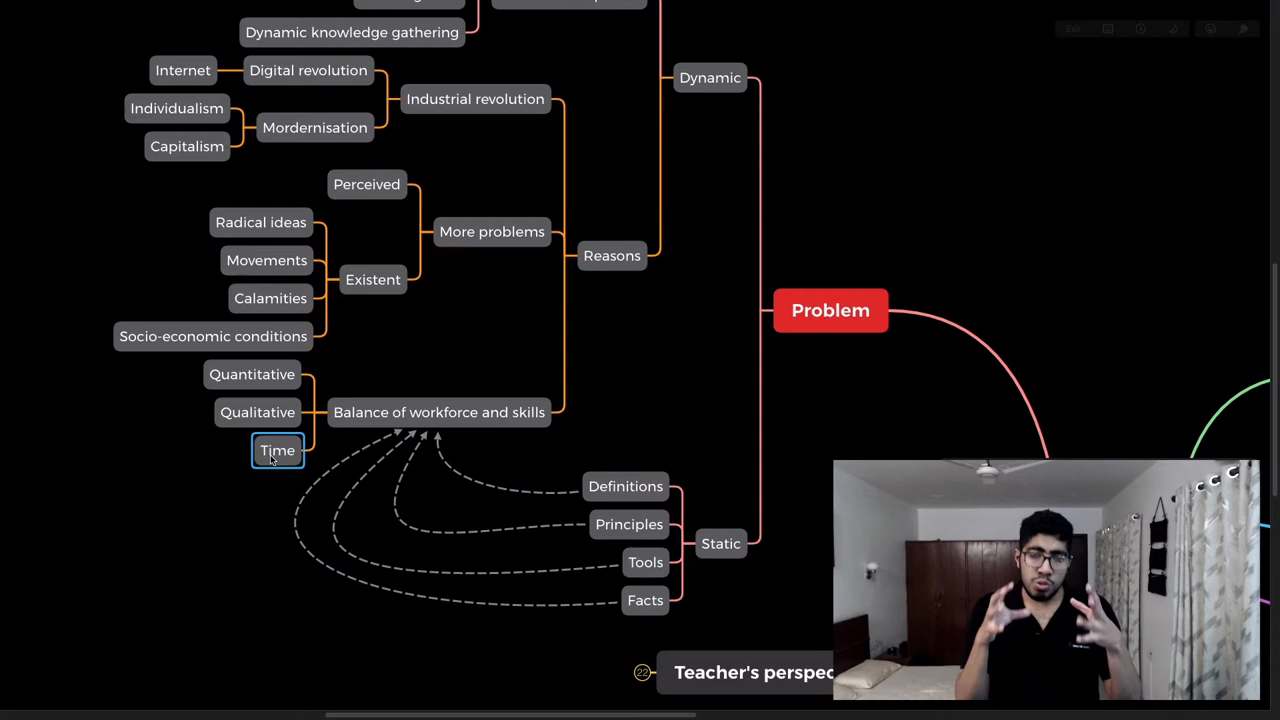 Dynamic knowledge gathering
Exit
Internet
Digital revolution
Dynamic
Industrial revolution
Individualism
Mordernisation
Capitalism
Perceived
Radical ideas
More problems
Movements
Reasons
Existent
Calamities
Problem
Socio-economic conditions
Quantitative
Qualitative
Balance of workforce and skills
Time
Definitions
Principles
Static
Tools
Facts
22
Teacher's perspec